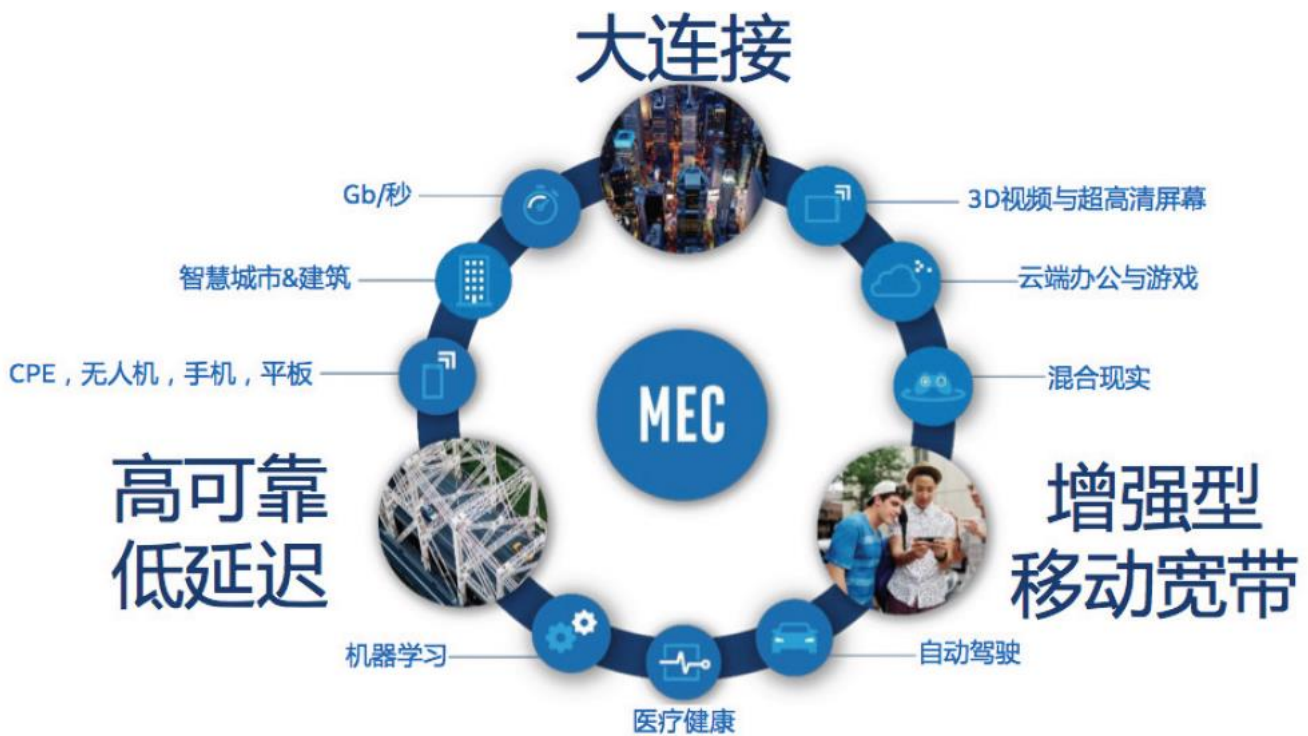 大连接
Gb/秒
3D视频与超高清屏幕
智慧城市&建筑
云端办公与游戏
CPE，无人机，手机，平板
混合现实
MEC
高可靠
低延迟
增强型
移动宽带
机器学习
自动驾驶
医疗健康